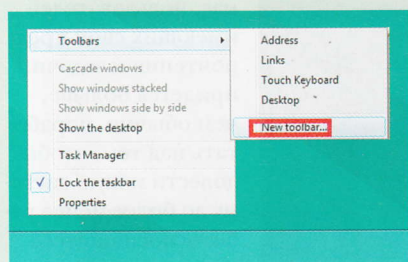 Toolbars
Cascade windows
Show windows stacked
Show windows side by side
Show the desktop
Task Manager
Lock the taskbar
Properties
Address
Links
Touch Keyboard
Desktop
New toolbar...